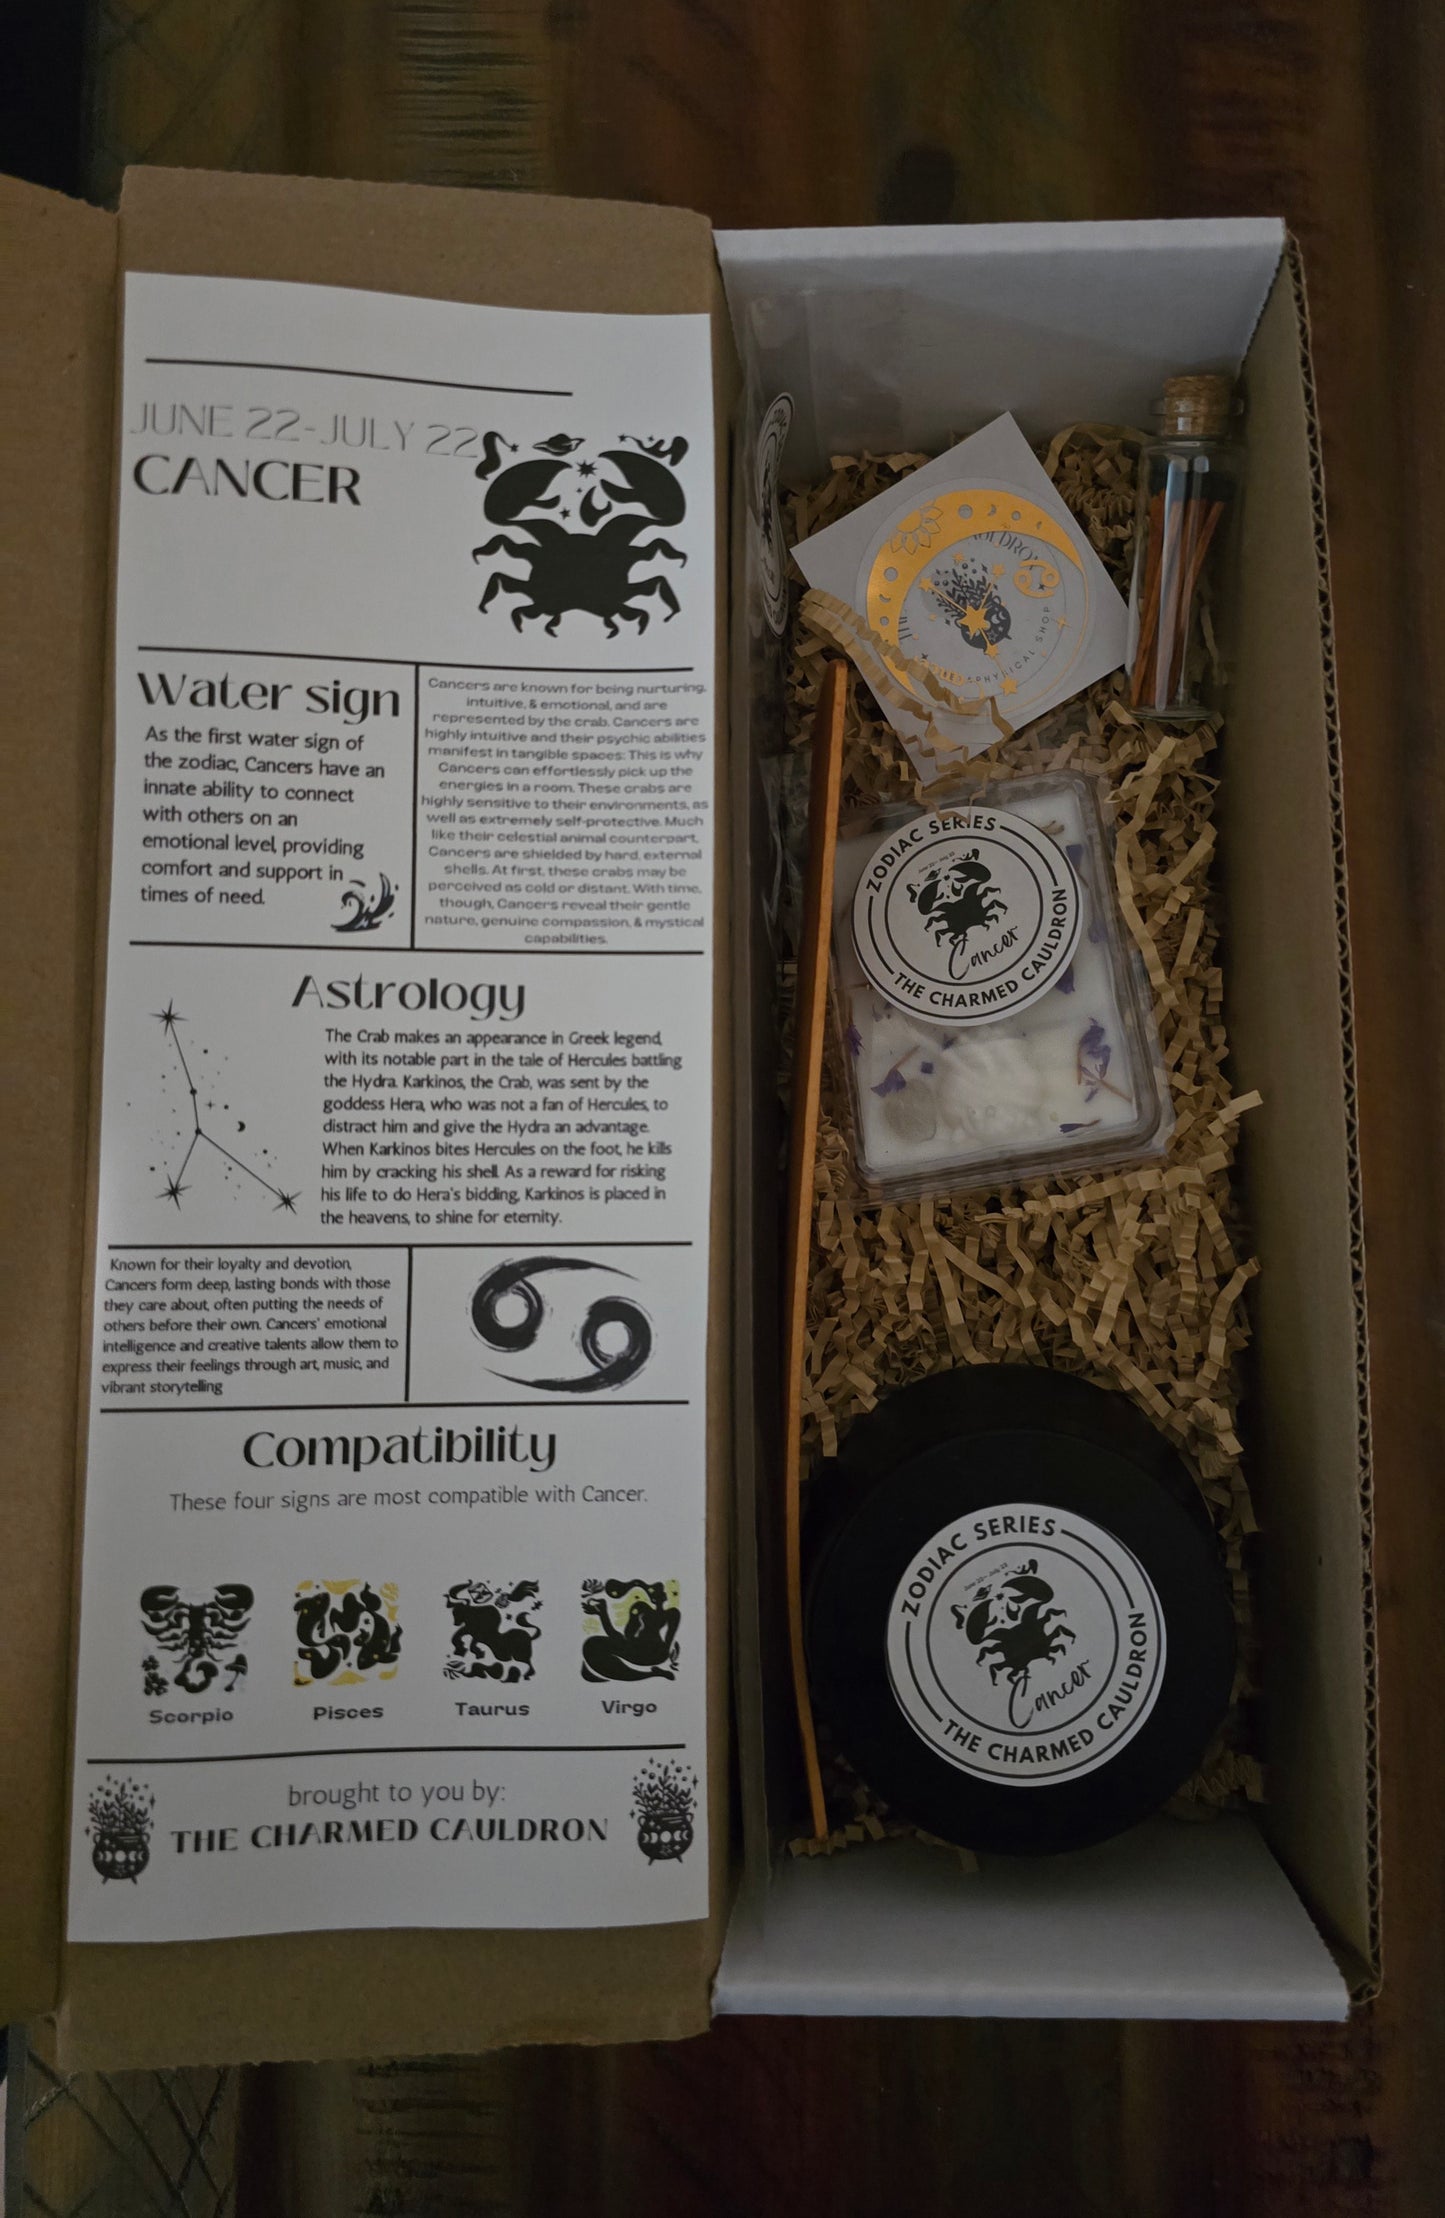 JUNE 22-JULY 22
CANCER
Water sign
As the first water sign of
the zodiac, Cancers have an
innate ability to connect
with others on an
emotional level, providing
comfort and support in
times of need.
Cancers are known for being nurturing,
intuitive, & emotional, and are
represented by the crab. Cancers are
highly intuitive and their psychic abilities
manifest in tangible spaces: This is why
Cancers can effortlessly pick up the
energies in a room. These crabs are
highly sensitive to their environments, as
well as extremely self-protective. Much
like their celestial animal counterpart,
Cancers are shielded by hard, external
shells. At first, these crabs may be
perceived as cold or distant. With time,
though, Cancers reveal their gentle
nature, genuine compassion, & mystical
capabilities.
Astrology
The Crab makes an appearance in Greek legend,
with its notable part in the tale of Hercules battling
the Hydra. Karkinos, the Crab, was sent by the
goddess Hera, who was not a fan of Hercules, to
distract him and give the Hydra an advantage.
When Karkinos bites Hercules on the foot, he kills
him by cracking his shell. As a reward for risking
his life to do Hera's bidding, Karkinos is placed in
the heavens, to shine for eternity.
Known for their loyalty and devotion,
Cancers form deep, lasting bonds with those
they care about, often putting the needs of
others before their own. Cancers' emotional
intelligence and creative talents allow them to
express their feelings through art, music, and
vibrant storytelling
Compatibility
These four signs are most compatible with Cancer.
Scorpio
Pisces
Taurus
Virgo
brought to you by:
THE CHARMED CAULDRON
SHOP
ZODIAC SERIES
June 22 - July 22
Cancer
THE CHARMED CAULDRON
ZODIAC SERIES
June 22 - July 22
Cancer
THE CHARMED CAULDRON